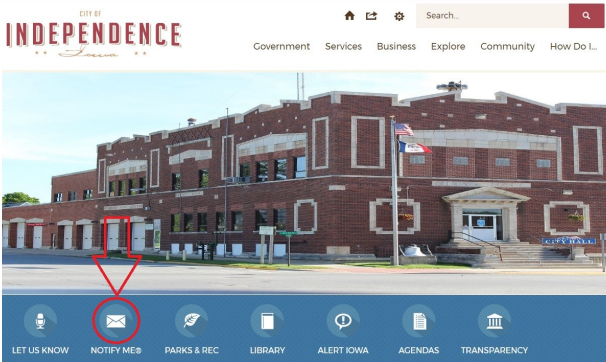 CITY OF
INDEPENDENCE
Iowa
Search...
Government Services Business Explore Community How Do I...
CITY HALL
LET US KNOW NOTIFY ME® PARKS & REC LIBRARY ALERT IOWA AGENDAS TRANSPARENCY